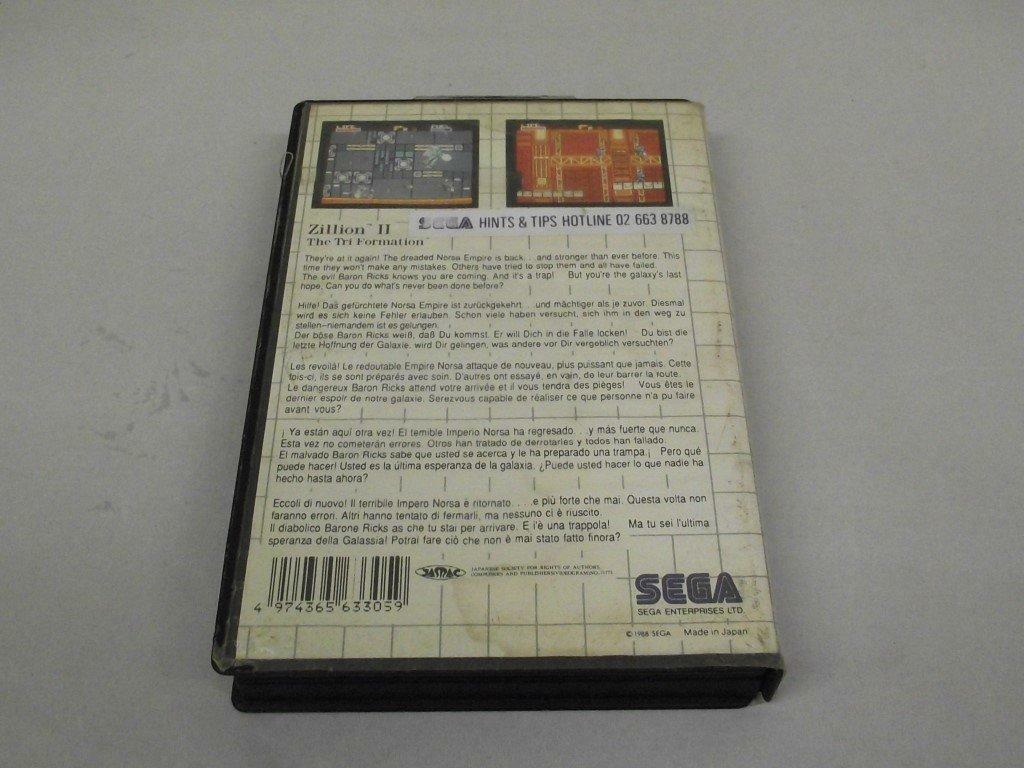 SEGA HINTS & TIPS HOTLINE 02 663 8788
Zillion™ II
The Tri Formation™
They're at it again! The dreaded Norsa Empire is back. . .and stronger than ever before. This
time they won't make any mistakes. Others have tried to stop them and all have failed.
The evil Baron Ricks knows you are coming. And it's a trap! But you're the galaxy's last
hope. Can you do what's never been done before?
Hilfe! Das gefürchtete Norsa Empire ist zurückgekehrt. . .und mächtiger als je zuvor. Diesmal
wird es sich keine Fehler erlauben. Schon viele haben versucht, sich ihm in den weg zu
stellen–niemandem ist es gelungen.
Der böse Baron Ricks weiß, daß Du kommst. Er will Dich in die Falle locken! Du bist die
letzte Hoffnung der Galaxie. wird Dir gelingen, was andere vor Dir vergeblich versuchten?
Les revoilà! Le redoutable Empire Norsa attaque de nouveau, plus puissant que jamais. Cette
fois-ci, ils se sont préparés avec soin. D'autres ont essayé, en vain, de leur barrer la route.
Le dangereux Baron Ricks attend votre arrivée et il vous tendra des pièges! Vous êtes le
dernier espoir de notre galaxie. Serezvous capable de réaliser ce que personne n'a pu faire
avant vous?
¡ Ya están aquí otra vez! El temible Imperio Norsa ha regresado. . .y más fuerte que nunca.
Esta vez no cometerán errores. Otros han tratado de derrotarles y todos han fallado.
El malvado Baron Ricks sabe que usted se acerca y le ha preparado una trampa.¡ Pero qué
puede hacer! Usted es la última esperanza de la galaxia. ¿Puede usted hacer lo que nadie ha
hecho hasta ahora?
Eccoli di nuovo! Il terribile Impero Norsa è ritornato. . . .e più forte che mai. Questa volta non
faranno errori. Altri hanno tentato di fermarli, ma nessuno ci è riuscito.
Il diabolico Barone Ricks as che tu stai per arrivare. E i'è una trappola! Ma tu sei l'ultima
speranza della Galassia! Potrai fare ciò che non è mai stato fatto finora?
4 974365 633059
JASRAC
JAPANESE SOCIETY FOR RIGHTS OF AUTHORS,
COMPOSERS AND PUBLISHERS
SEGA
SEGA ENTERPRISES LTD.
© 1988 SEGA Made in Japan